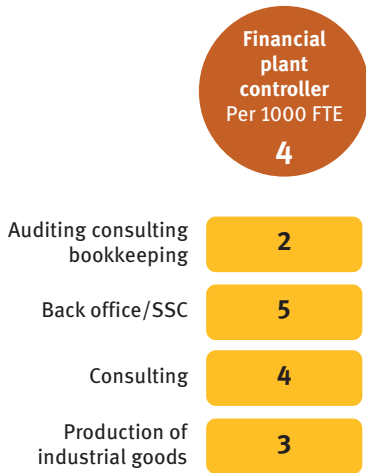 Financial
plant
controller
Per 1000 FTE
4
Auditing consulting
bookkeeping
2
Back office/SSC
5
Consulting
4
Production of
industrial goods
3